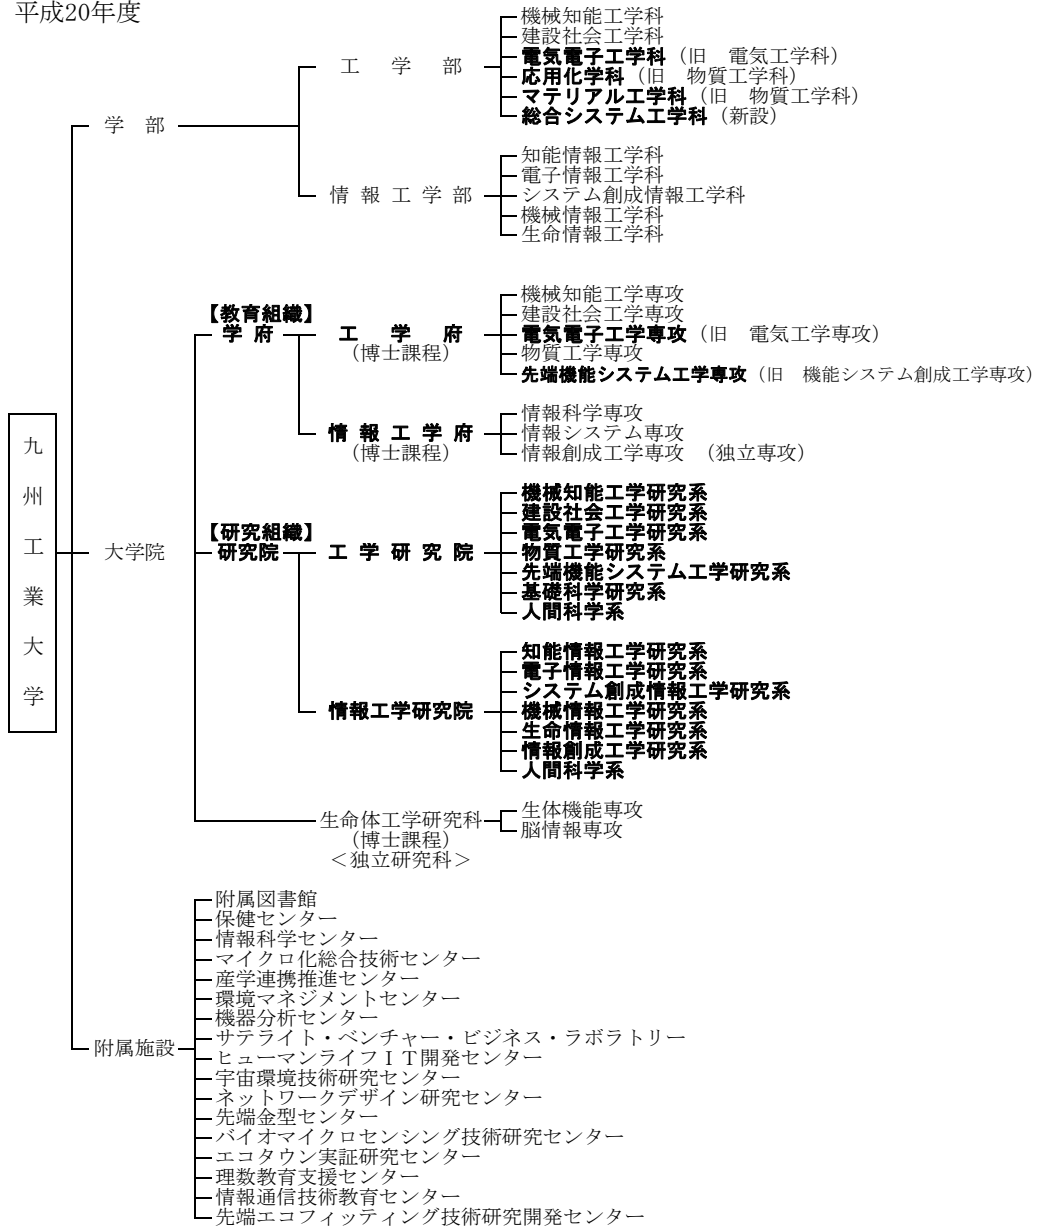 平成20年度
九州工業大学
学　部
工　学　部
機械知能工学科
建設社会工学科
電気電子工学科（旧　電気工学科）
応用化学科（旧　物質工学科）
マテリアル工学科（旧　物質工学科）
総合システム工学科（新設）
情 報 工 学 部
知能情報工学科
電子情報工学科
システム創成情報工学科
機械情報工学科
生命情報工学科
大学院
【教育組織】
学 府
工　学　府
（博士課程）
機械知能工学専攻
建設社会工学専攻
電気電子工学専攻（旧　電気工学専攻）
物質工学専攻
先端機能システム工学専攻（旧　機能システム創成工学専攻）
情 報 工 学 府
（博士課程）
情報科学専攻
情報システム専攻
情報創成工学専攻　（独立専攻）
【研究組織】
研究院
工 学 研 究 院
機械知能工学研究系
建設社会工学研究系
電気電子工学研究系
物質工学研究系
先端機能システム工学研究系
基礎科学研究系
人間科学系
情報工学研究院
知能情報工学研究系
電子情報工学研究系
システム創成情報工学研究系
機械情報工学研究系
生命情報工学研究系
情報創成工学研究系
人間科学系
生命体工学研究科
（博士課程）
＜独立研究科＞
生体機能専攻
脳情報専攻
附属施設
附属図書館
保健センター
情報科学センター
マイクロ化総合技術センター
産学連携推進センター
環境マネジメントセンター
機器分析センター
サテライト・ベンチャー・ビジネス・ラボラトリー
ヒューマンライフＩＴ開発センター
宇宙環境技術研究センター
ネットワークデザイン研究センター
先端金型センター
バイオマイクロセンシング技術研究センター
エコタウン実証研究センター
理数教育支援センター
情報通信技術教育センター
先端エコフィッティング技術研究開発センター